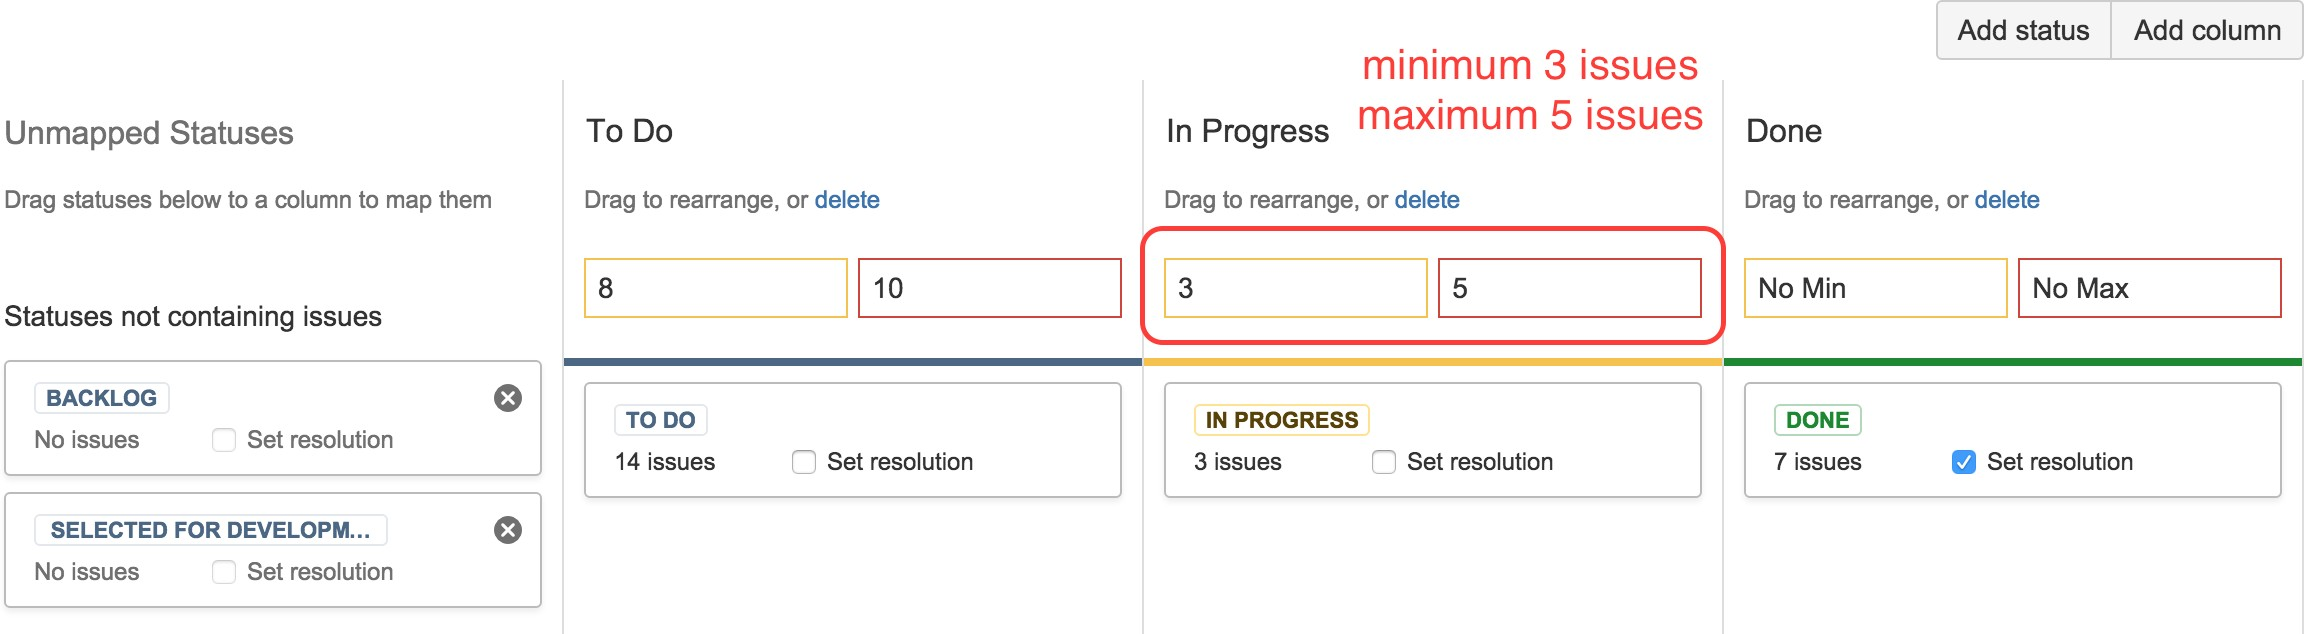 Add status
Add column
minimum 3 issues
maximum 5 issues
Unmapped Statuses
Drag statuses below to a column to map them
Statuses not containing issues
BACKLOG
No issues
Set resolution
SELECTED FOR DEVELOPM...
No issues
Set resolution
To Do
Drag to rearrange, or delete
8
10
TO DO
14 issues
Set resolution
In Progress
Drag to rearrange, or delete
3
5
IN PROGRESS
3 issues
Set resolution
Done
Drag to rearrange, or delete
No Min
No Max
DONE
7 issues
Set resolution